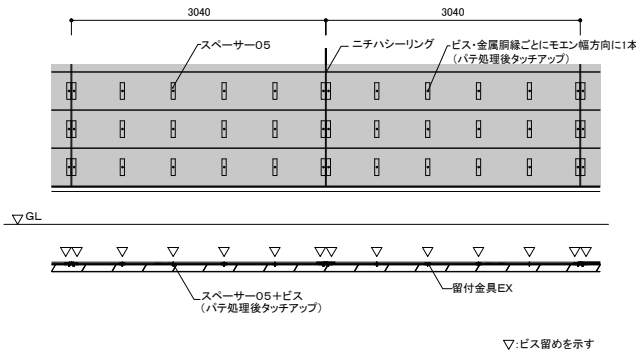 3040
3040
スペーサー05
ニチハシーリング
ビス・金属胴縁ごとにモエン幅方向に1本
(パテ処理後タッチアップ)
▽GL
スペーサー05+ビス
(パテ処理後タッチアップ)
留付金具EX
▽:ビス留めを示す